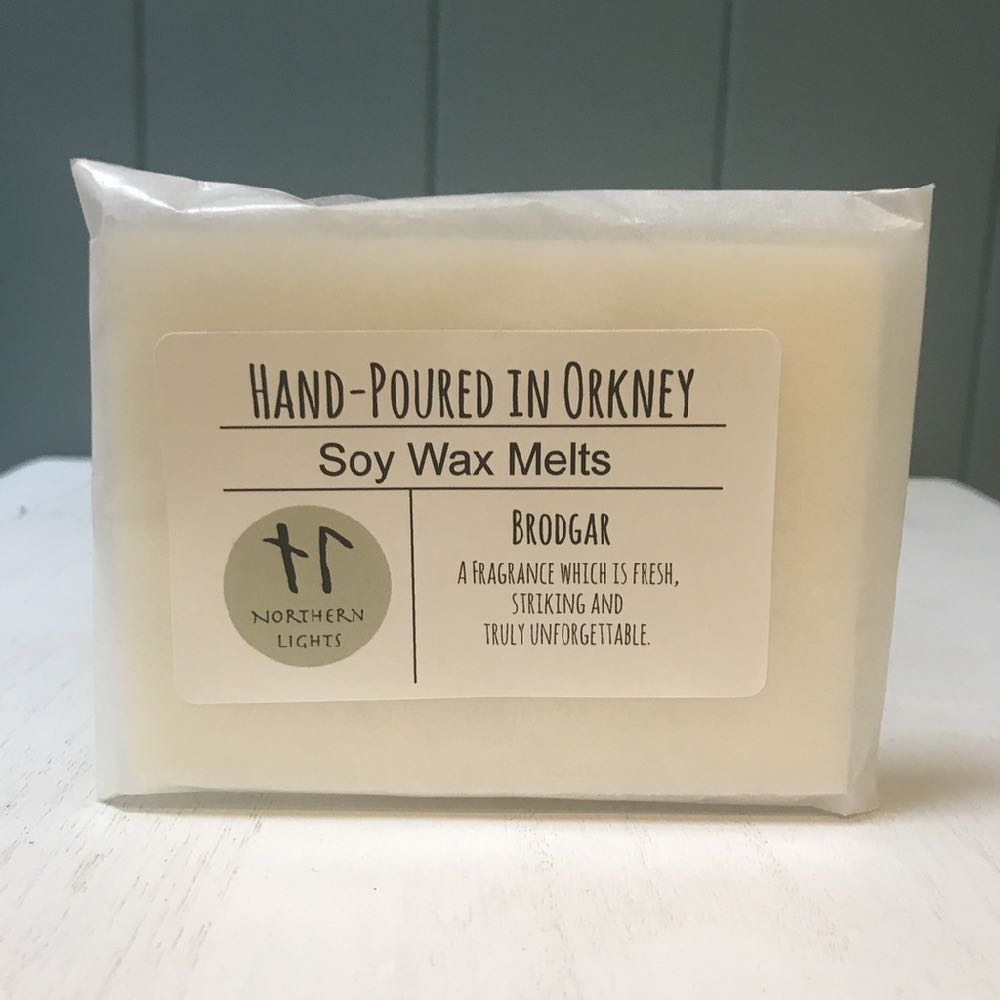 HAND-POURED IN ORKNEY
Soy Wax Melts
NORTHERN
LIGHTS
BRODGAR
A FRAGRANCE WHICH IS FRESH,
STRIKING AND
TRULY UNFORGETTABLE.